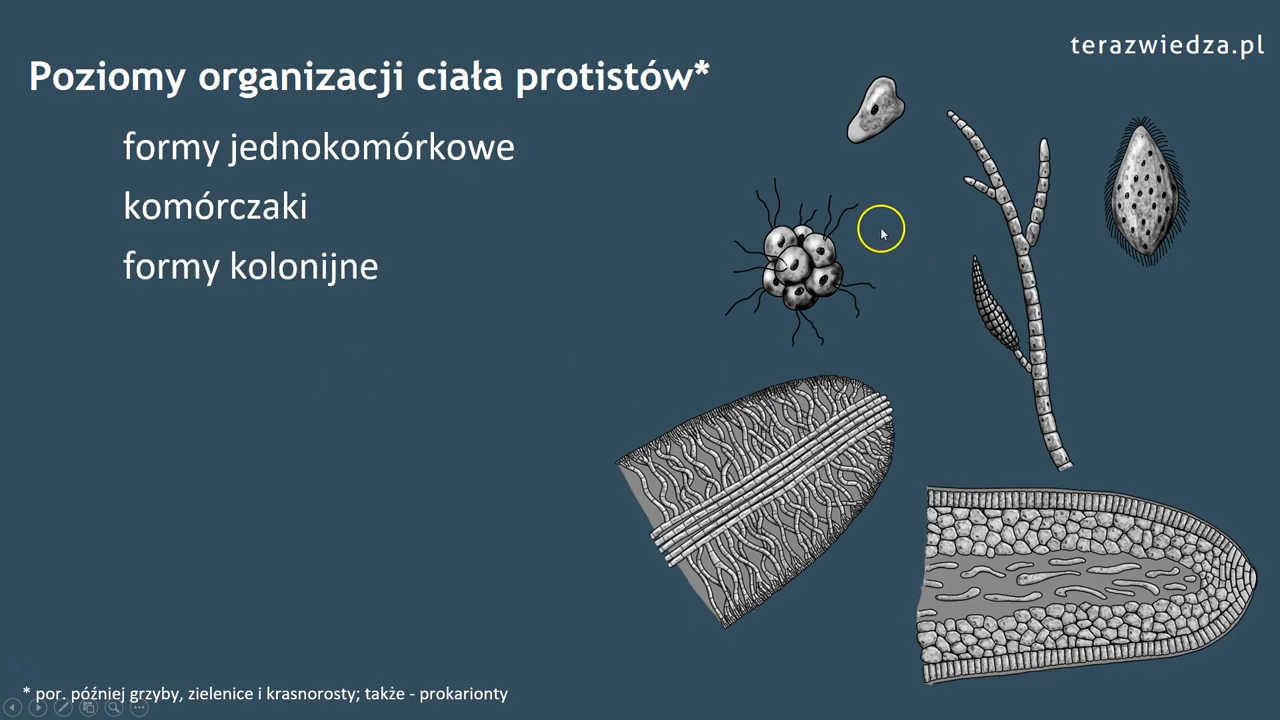 terazwiedza.pl
Poziomy organizacji ciała protistów*
formy jednokomórkowe
komórczaki
formy kolonijne
* por. później grzyby, zielenice i krasnorosty; także - prokarionty